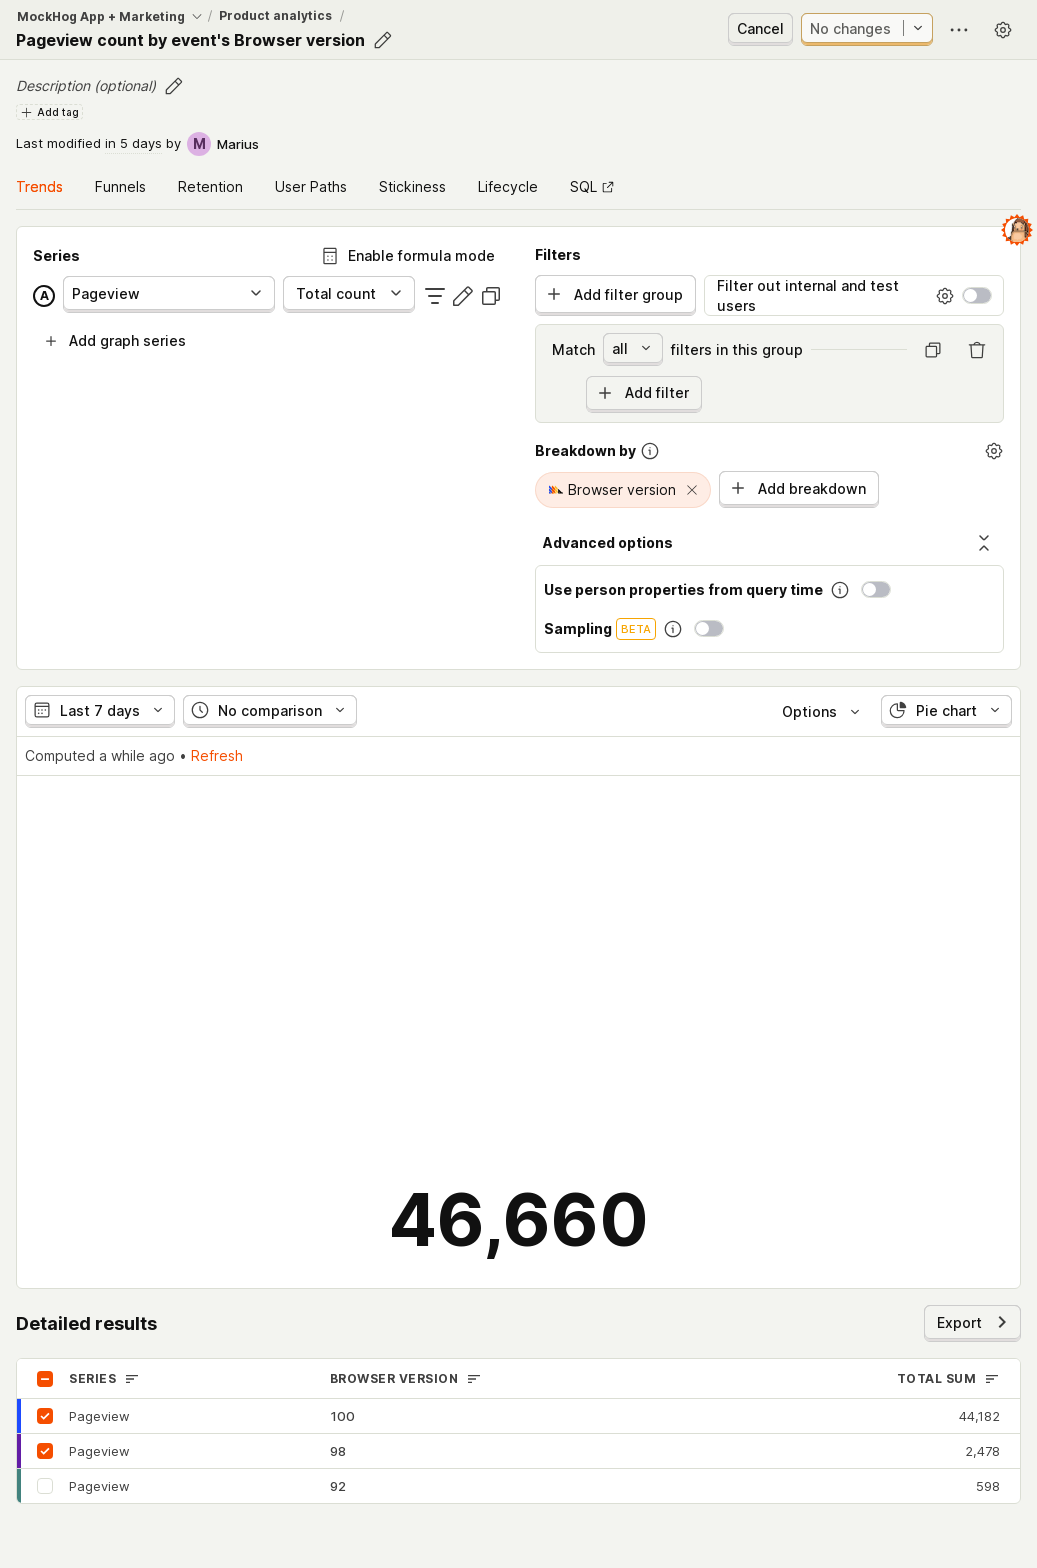 MockHog App + Marketing / Product analytics /
Pageview count by event's Browser version
Cancel
No changes
Description (optional)
Add tag
Last modified in 5 days by M Marius
Trends Funnels Retention User Paths Stickiness Lifecycle SQL
Series
Enable formula mode
A Pageview Total count
Add graph series
Filters
Add filter group
Filter out internal and test
users
Match all filters in this group
Add filter
Breakdown by
Browser version
Add breakdown
Advanced options
Use person properties from query time
Sampling BETA
Last 7 days No comparison Options Pie chart
Computed a while ago • Refresh
46,660
Detailed results
Export
SERIES BROWSER VERSION TOTAL SUM
Pageview 100 44,182
Pageview 98 2,478
Pageview 92 598